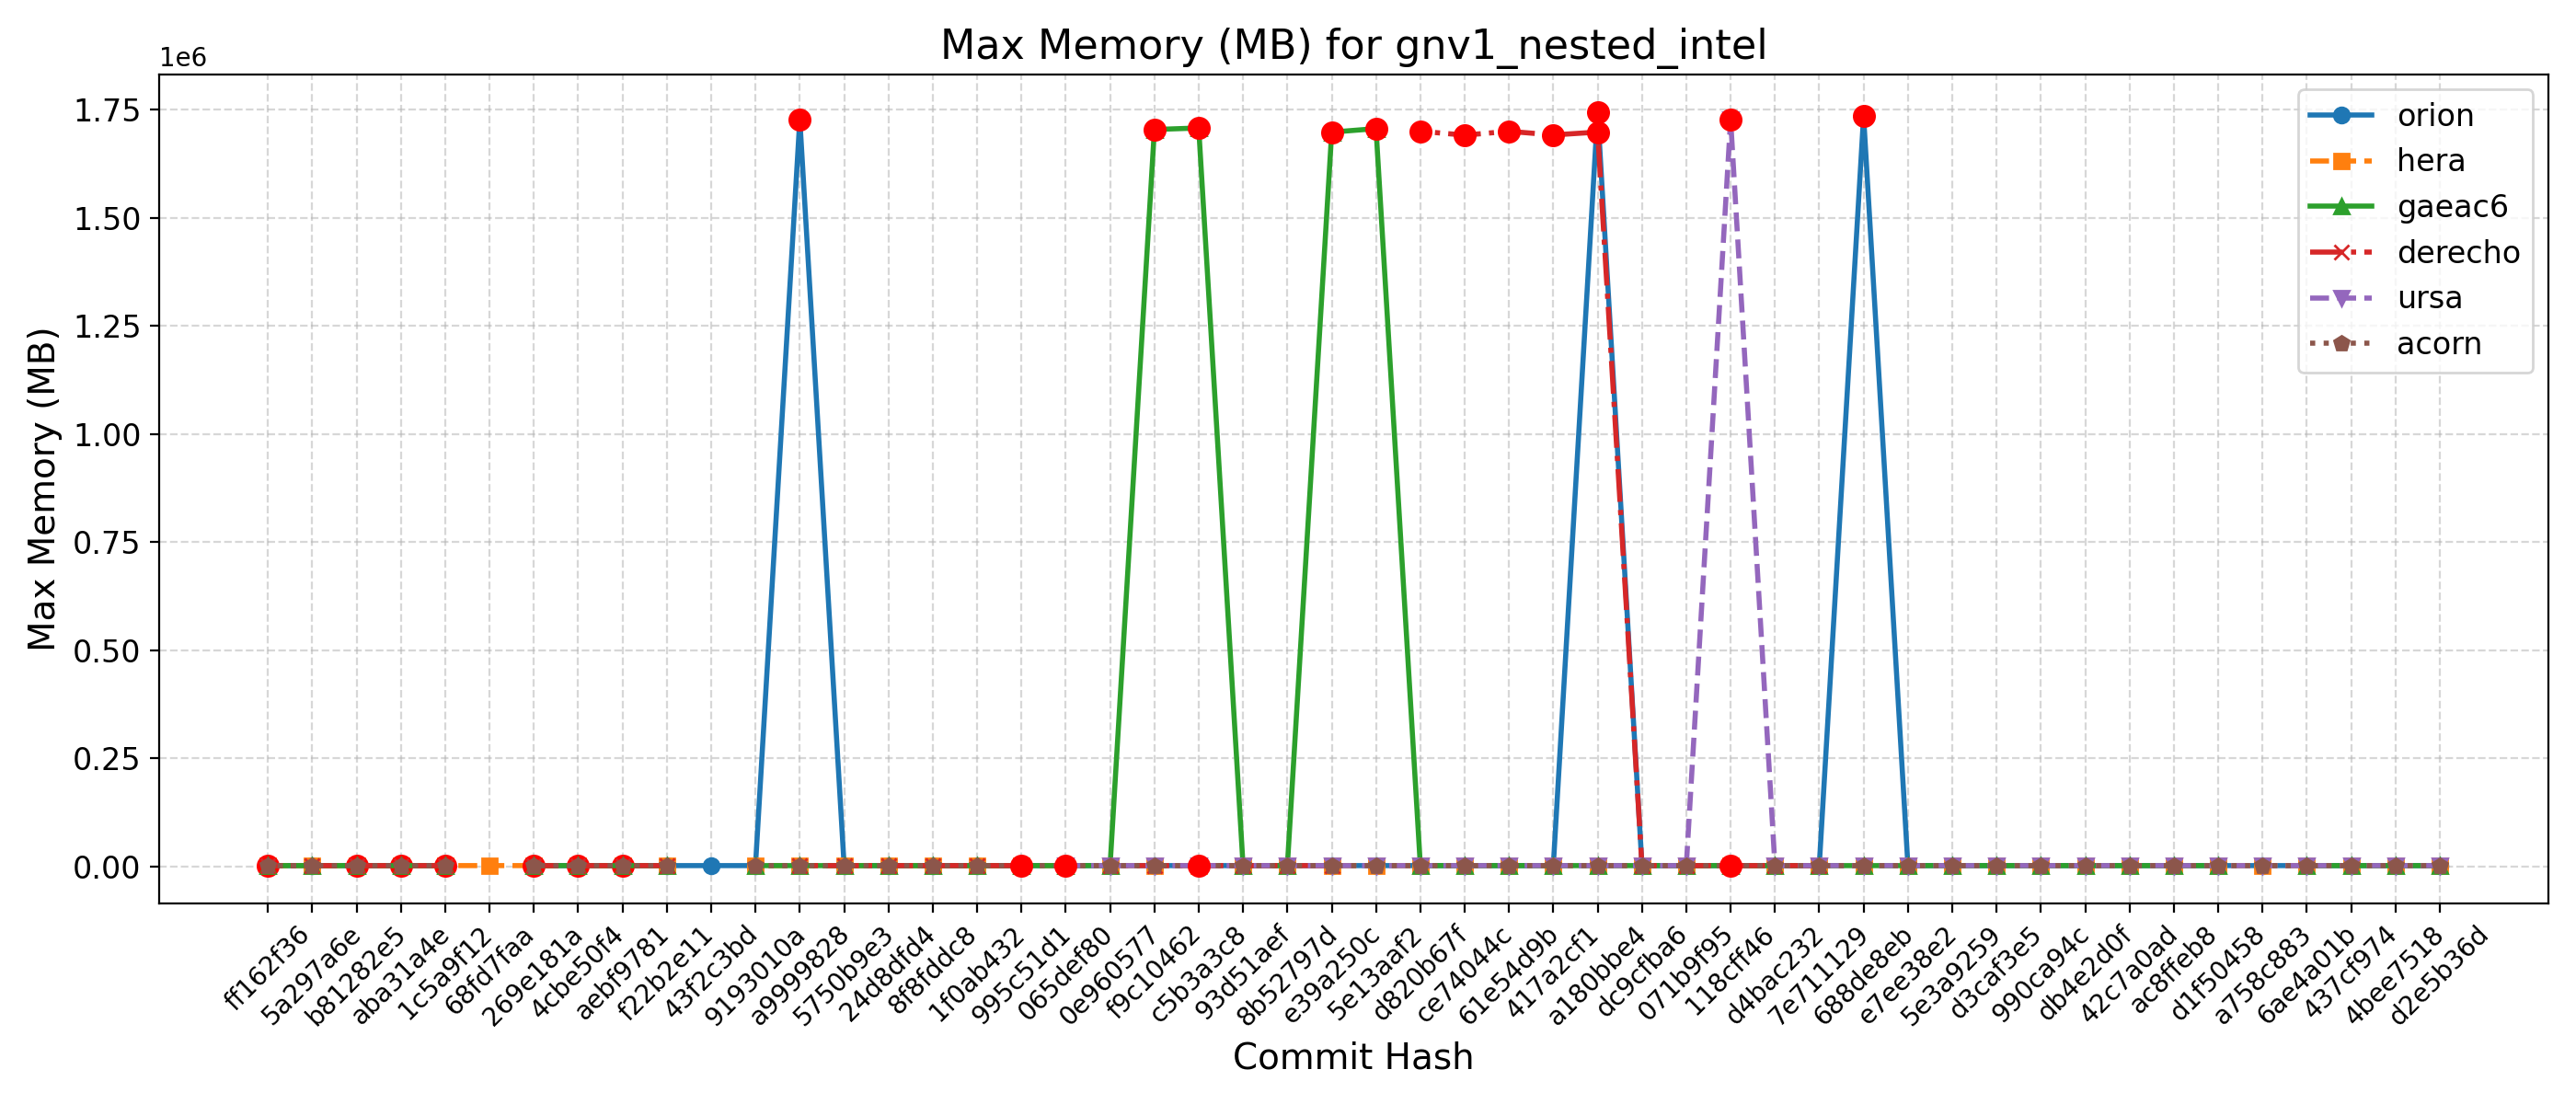 Max Memory (MB) for gnv1_nested_intel
1e6
1.75
1.50
1.25
1.00
0.75
0.50
0.25
0.00
Max Memory (MB)
orion
hera
gaeac6
derecho
ursa
acorn
ff162f36
5a297a6e
b81282e5
aba31a4e
1c5a9f12
68fd7faa
269e181a
4cbe50f4
aebf9781
f22b2e11
43f2c3bd
9193010a
a9999828
5750b9e3
24d8dfd4
8f8fddc8
1f0ab432
995c51d1
065def80
0e960577
f9c10462
c5b3a3c8
93d51aef
8b52797d
e39a250c
5e13aaf2
d820b67f
ce74044c
61e54d9b
417a2cf1
a180bbe4
dc9cfba6
071b9f95
118cff46
d4bac232
7e711129
688de8eb
e7ee38e2
5e3a9259
d3caf3e5
990ca94c
db4e2d0f
42c7a0ad
ac8ffeb8
d1f50458
a758c883
6ae4a01b
437cf974
4bee7518
d2e5b36d
Commit Hash